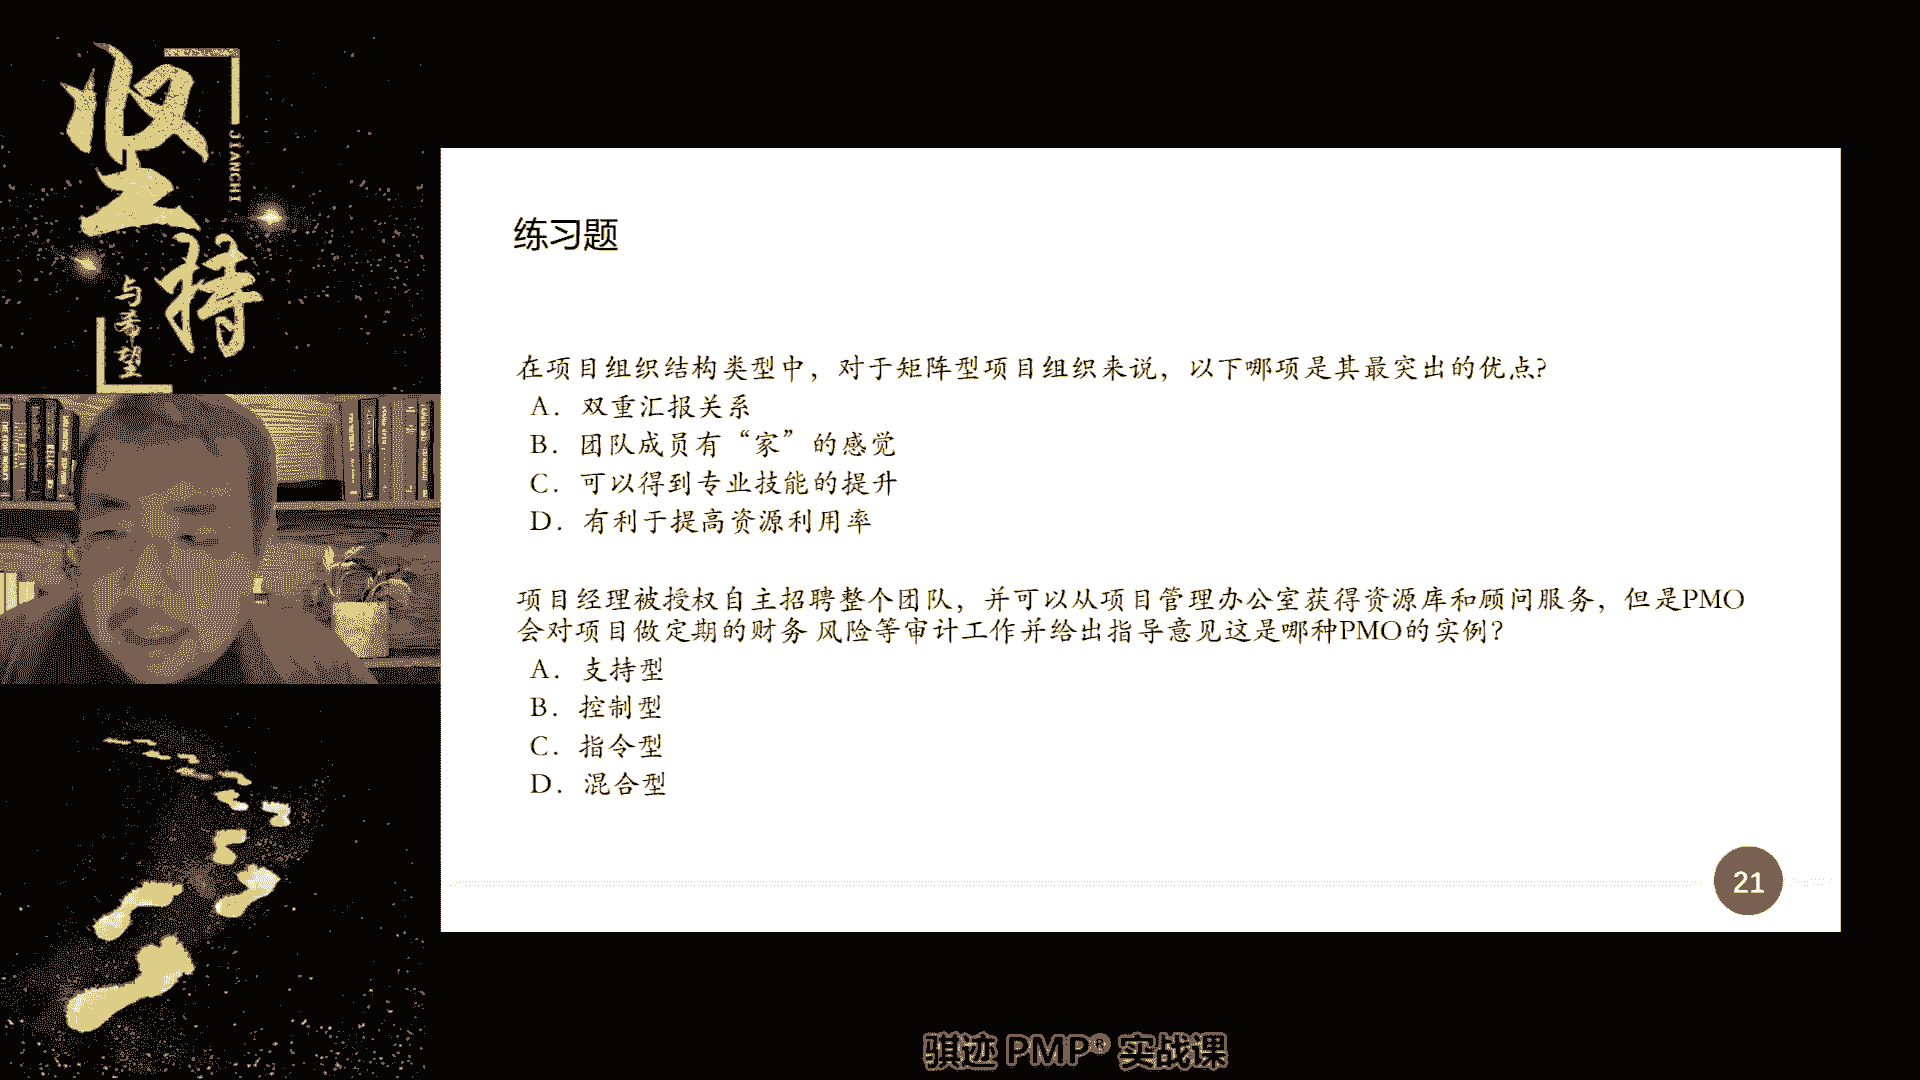 坚持
JIANCHI
与希望
练习题
在项目组织结构类型中，对于矩阵型项目组织来说，以下哪项是其最突出的优点?
A. 双重汇报关系
B. 团队成员有“家”的感觉
C. 可以得到专业技能的提升
D. 有利于提高资源利用率
项目经理被授权自主招聘整个团队，并可以从项目管理办公室获得资源库和顾问服务，但是PMO
会对项目做定期的财务 风险等审计工作并给出指导意见这是哪种PMO的实例？
A. 支持型
B. 控制型
C. 指令型
D. 混合型
21
骐迹 PMP® 实战课